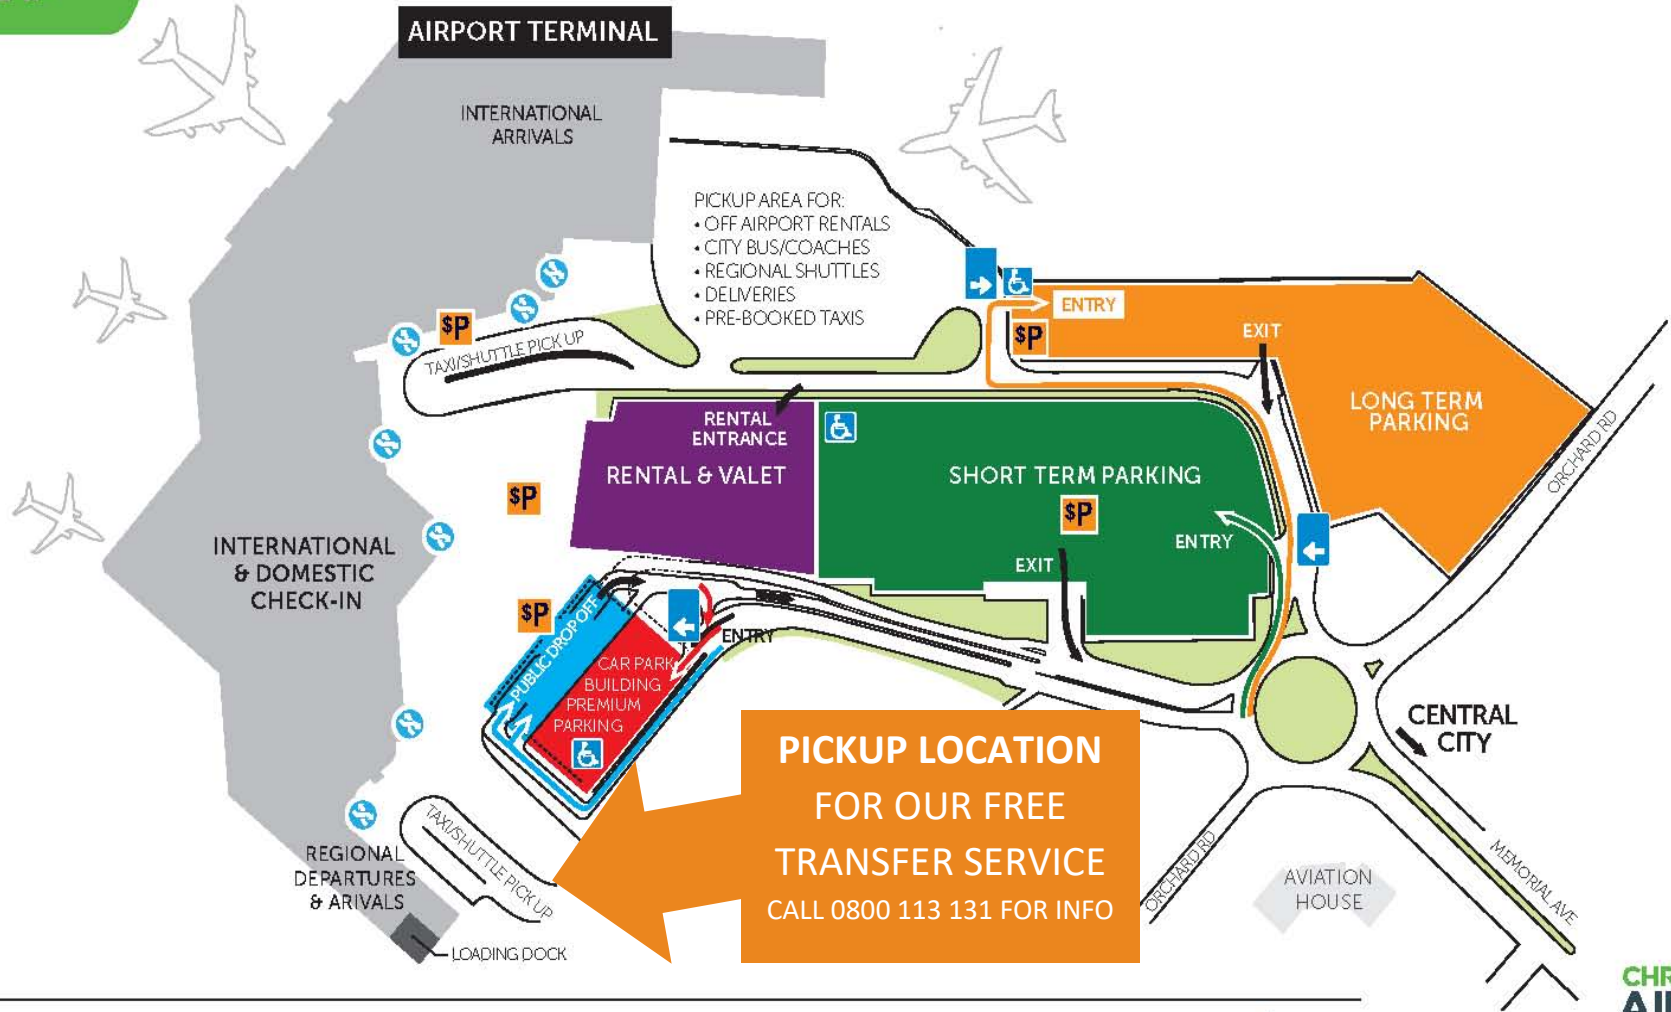 AIRPORT TERMINAL
INTERNATIONAL
ARRIVALS
PICKUP AREA FOR:
• OFF AIRPORT RENTALS
• CITY BUS/COACHES
• REGIONAL SHUTTLES
• DELIVERIES
• PRE-BOOKED TAXIS
$P
TAXI/SHUTTLE PICK UP
ENTRY
$P
EXIT
LONG TERM
PARKING
ORCHARD RD
RENTAL
ENTRANCE
RENTAL & VALET
SHORT TERM PARKING
$P
$P
ENTRY
EXIT
INTERNATIONAL
& DOMESTIC
CHECK-IN
$P
PUBLIC DROP OFF
ENTRY
CAR PARK
BUILDING
PREMIUM
PARKING
CENTRAL
CITY
PICKUP LOCATION
FOR OUR FREE
TRANSFER SERVICE
CALL 0800 113 131 FOR INFO
TAXI/SHUTTLE PICK UP
REGIONAL
DEPARTURES
& ARIVALS
LOADING DOCK
ORCHARD RD
AVIATION
HOUSE
MEMORIAL AVE